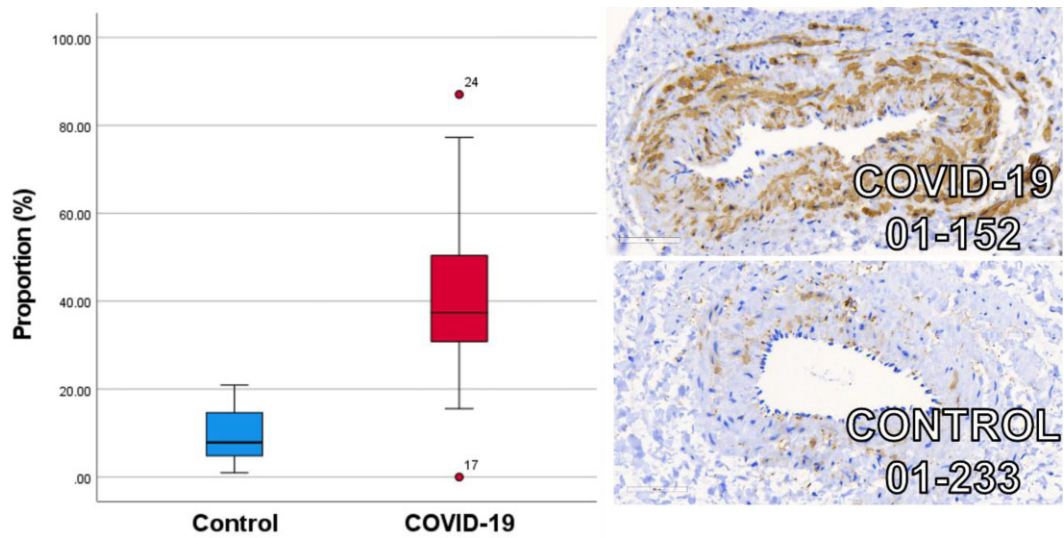 100.00
80.00
60.00
40.00
20.00
.00
Proportion (%)
24
17
Control
COVID-19
COVID-19
01-152
CONTROL
01-233